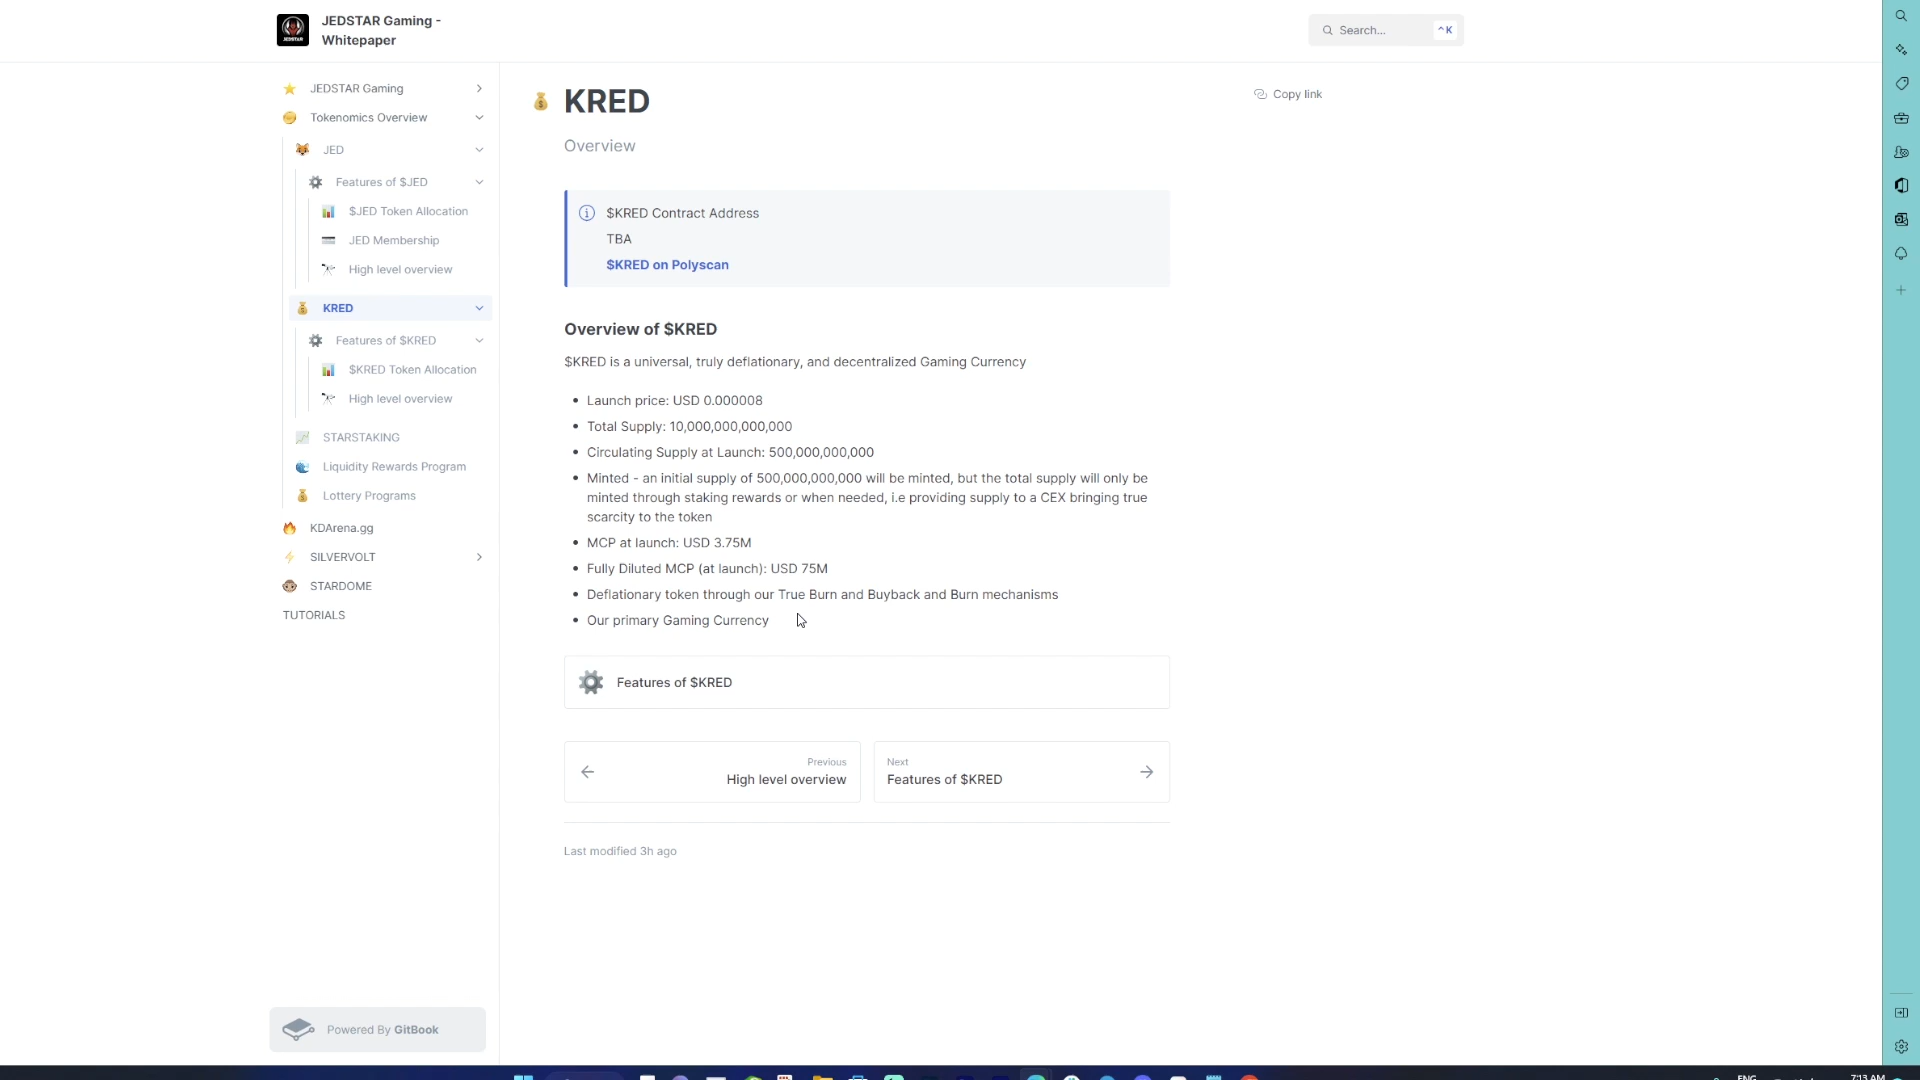 JEDSTAR Gaming -
Whitepaper
Search...
^K
JEDSTAR Gaming
Tokenomics Overview
JED
Features of $JED
$JED Token Allocation
JED Membership
High level overview
KRED
Features of $KRED
$KRED Token Allocation
High level overview
STARSTAKING
Liquidity Rewards Program
Lottery Programs
KDArena.gg
SILVERVOLT
STARDOME
TUTORIALS
Powered By GitBook
KRED
Copy link
Overview
$KRED Contract Address
TBA
$KRED on Polyscan
Overview of $KRED
$KRED is a universal, truly deflationary, and decentralized Gaming Currency
• Launch price: USD 0.000008
• Total Supply: 10,000,000,000,000
• Circulating Supply at Launch: 500,000,000,000
• Minted - an initial supply of 500,000,000,000 will be minted, but the total supply will only be
minted through staking rewards or when needed, i.e providing supply to a CEX bringing true
scarcity to the token
• MCP at launch: USD 3.75M
• Fully Diluted MCP (at launch): USD 75M
• Deflationary token through our True Burn and Buyback and Burn mechanisms
• Our primary Gaming Currency
Features of $KRED
Previous
High level overview
Next
Features of $KRED
Last modified 3h ago
ENG
7:13 AM